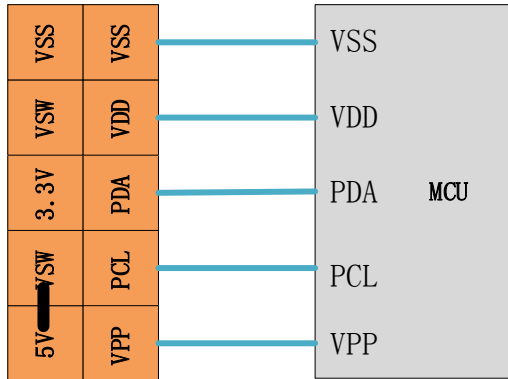 VSS VSS VSS
VSW VDD VDD
3.3V PDA PDA MCU
VSW PCL PCL
5V VPP VPP